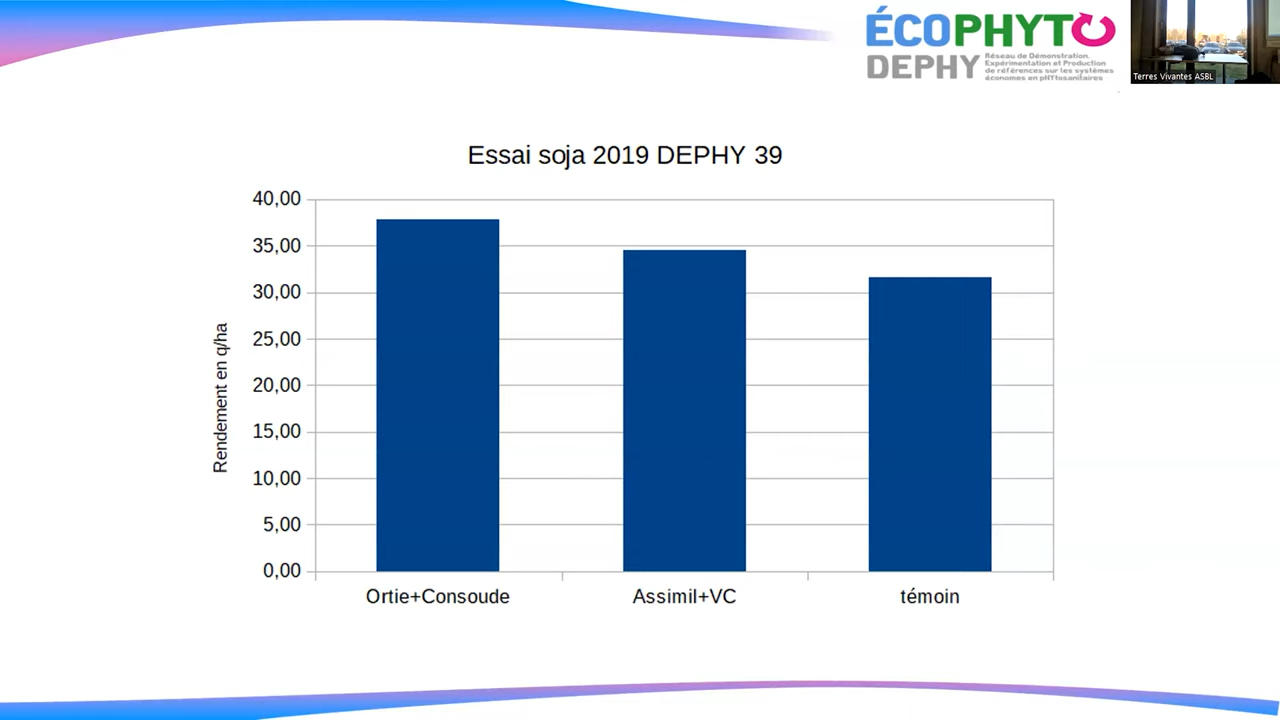 ÉCOPHYTO
DEPHY
Réseau de Démonstration,
Expérimentation et Production
de références sur les systèmes
économes en pHYtosanitaires
Terres Vivantes ASBL
Essai soja 2019 DEPHY 39
Rendement en q/ha
40,00
35,00
30,00
25,00
20,00
15,00
10,00
5,00
0,00
Ortie+Consoude
Assimil+VC
témoin